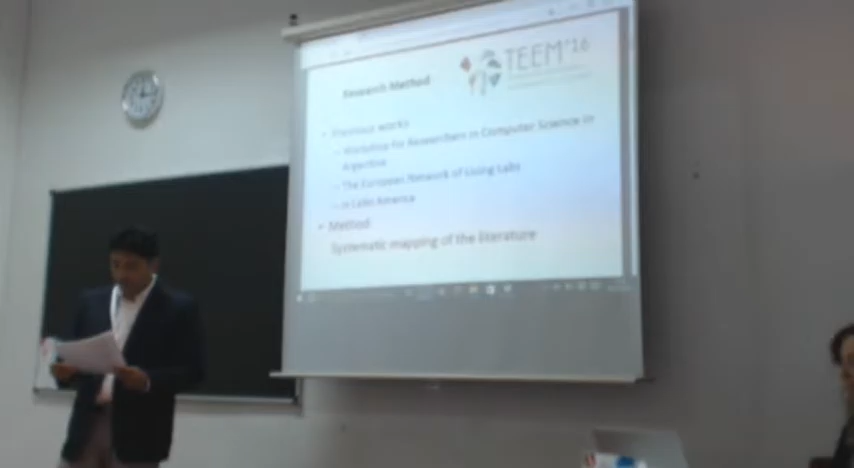 TEEM'16
Research Method
• Previous works
– Workshop for Researchers in Computer Science in
Argentina
– The European Network of Living Labs
– in Latin America
• Method
Systematic mapping of the literature